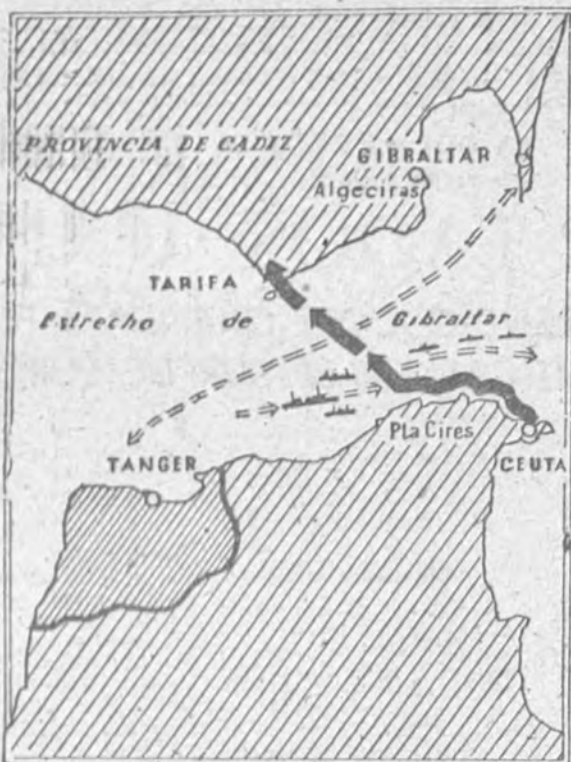 PROVINCIA DE CADIZ
GIBRALTAR
Algeciras
TARIFA
Estrecho de Gibraltar
Pta Cires
TANGER
CEUTA